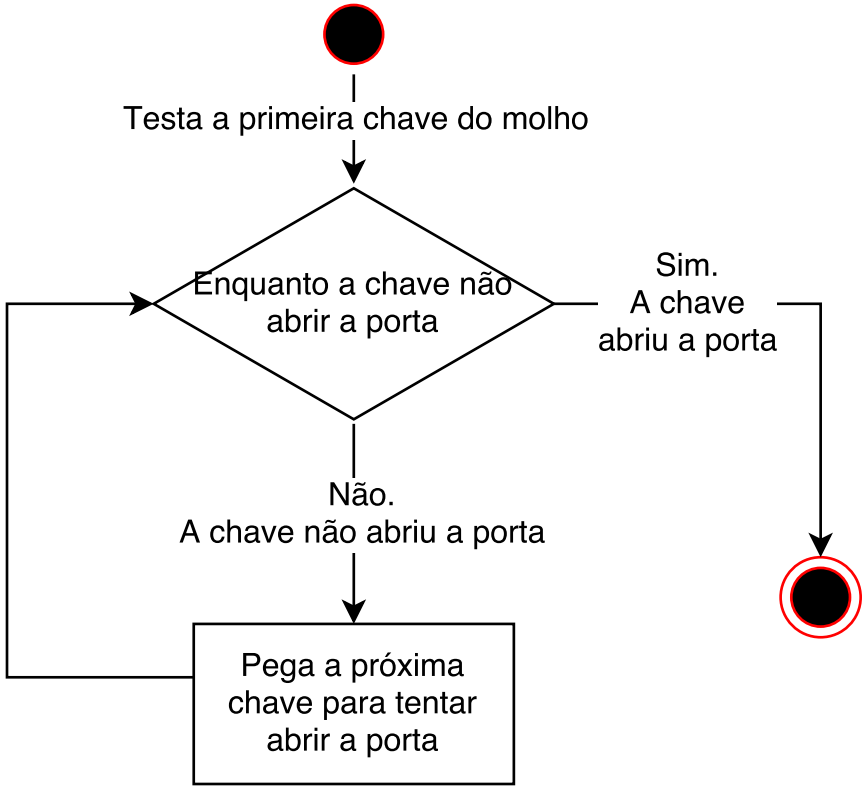 Testa a primeira chave do molho
Enquanto a chave não
abrir a porta
Sim.
A chave
abriu a porta
Não.
A chave não abriu a porta
Pega a próxima
chave para tentar
abrir a porta